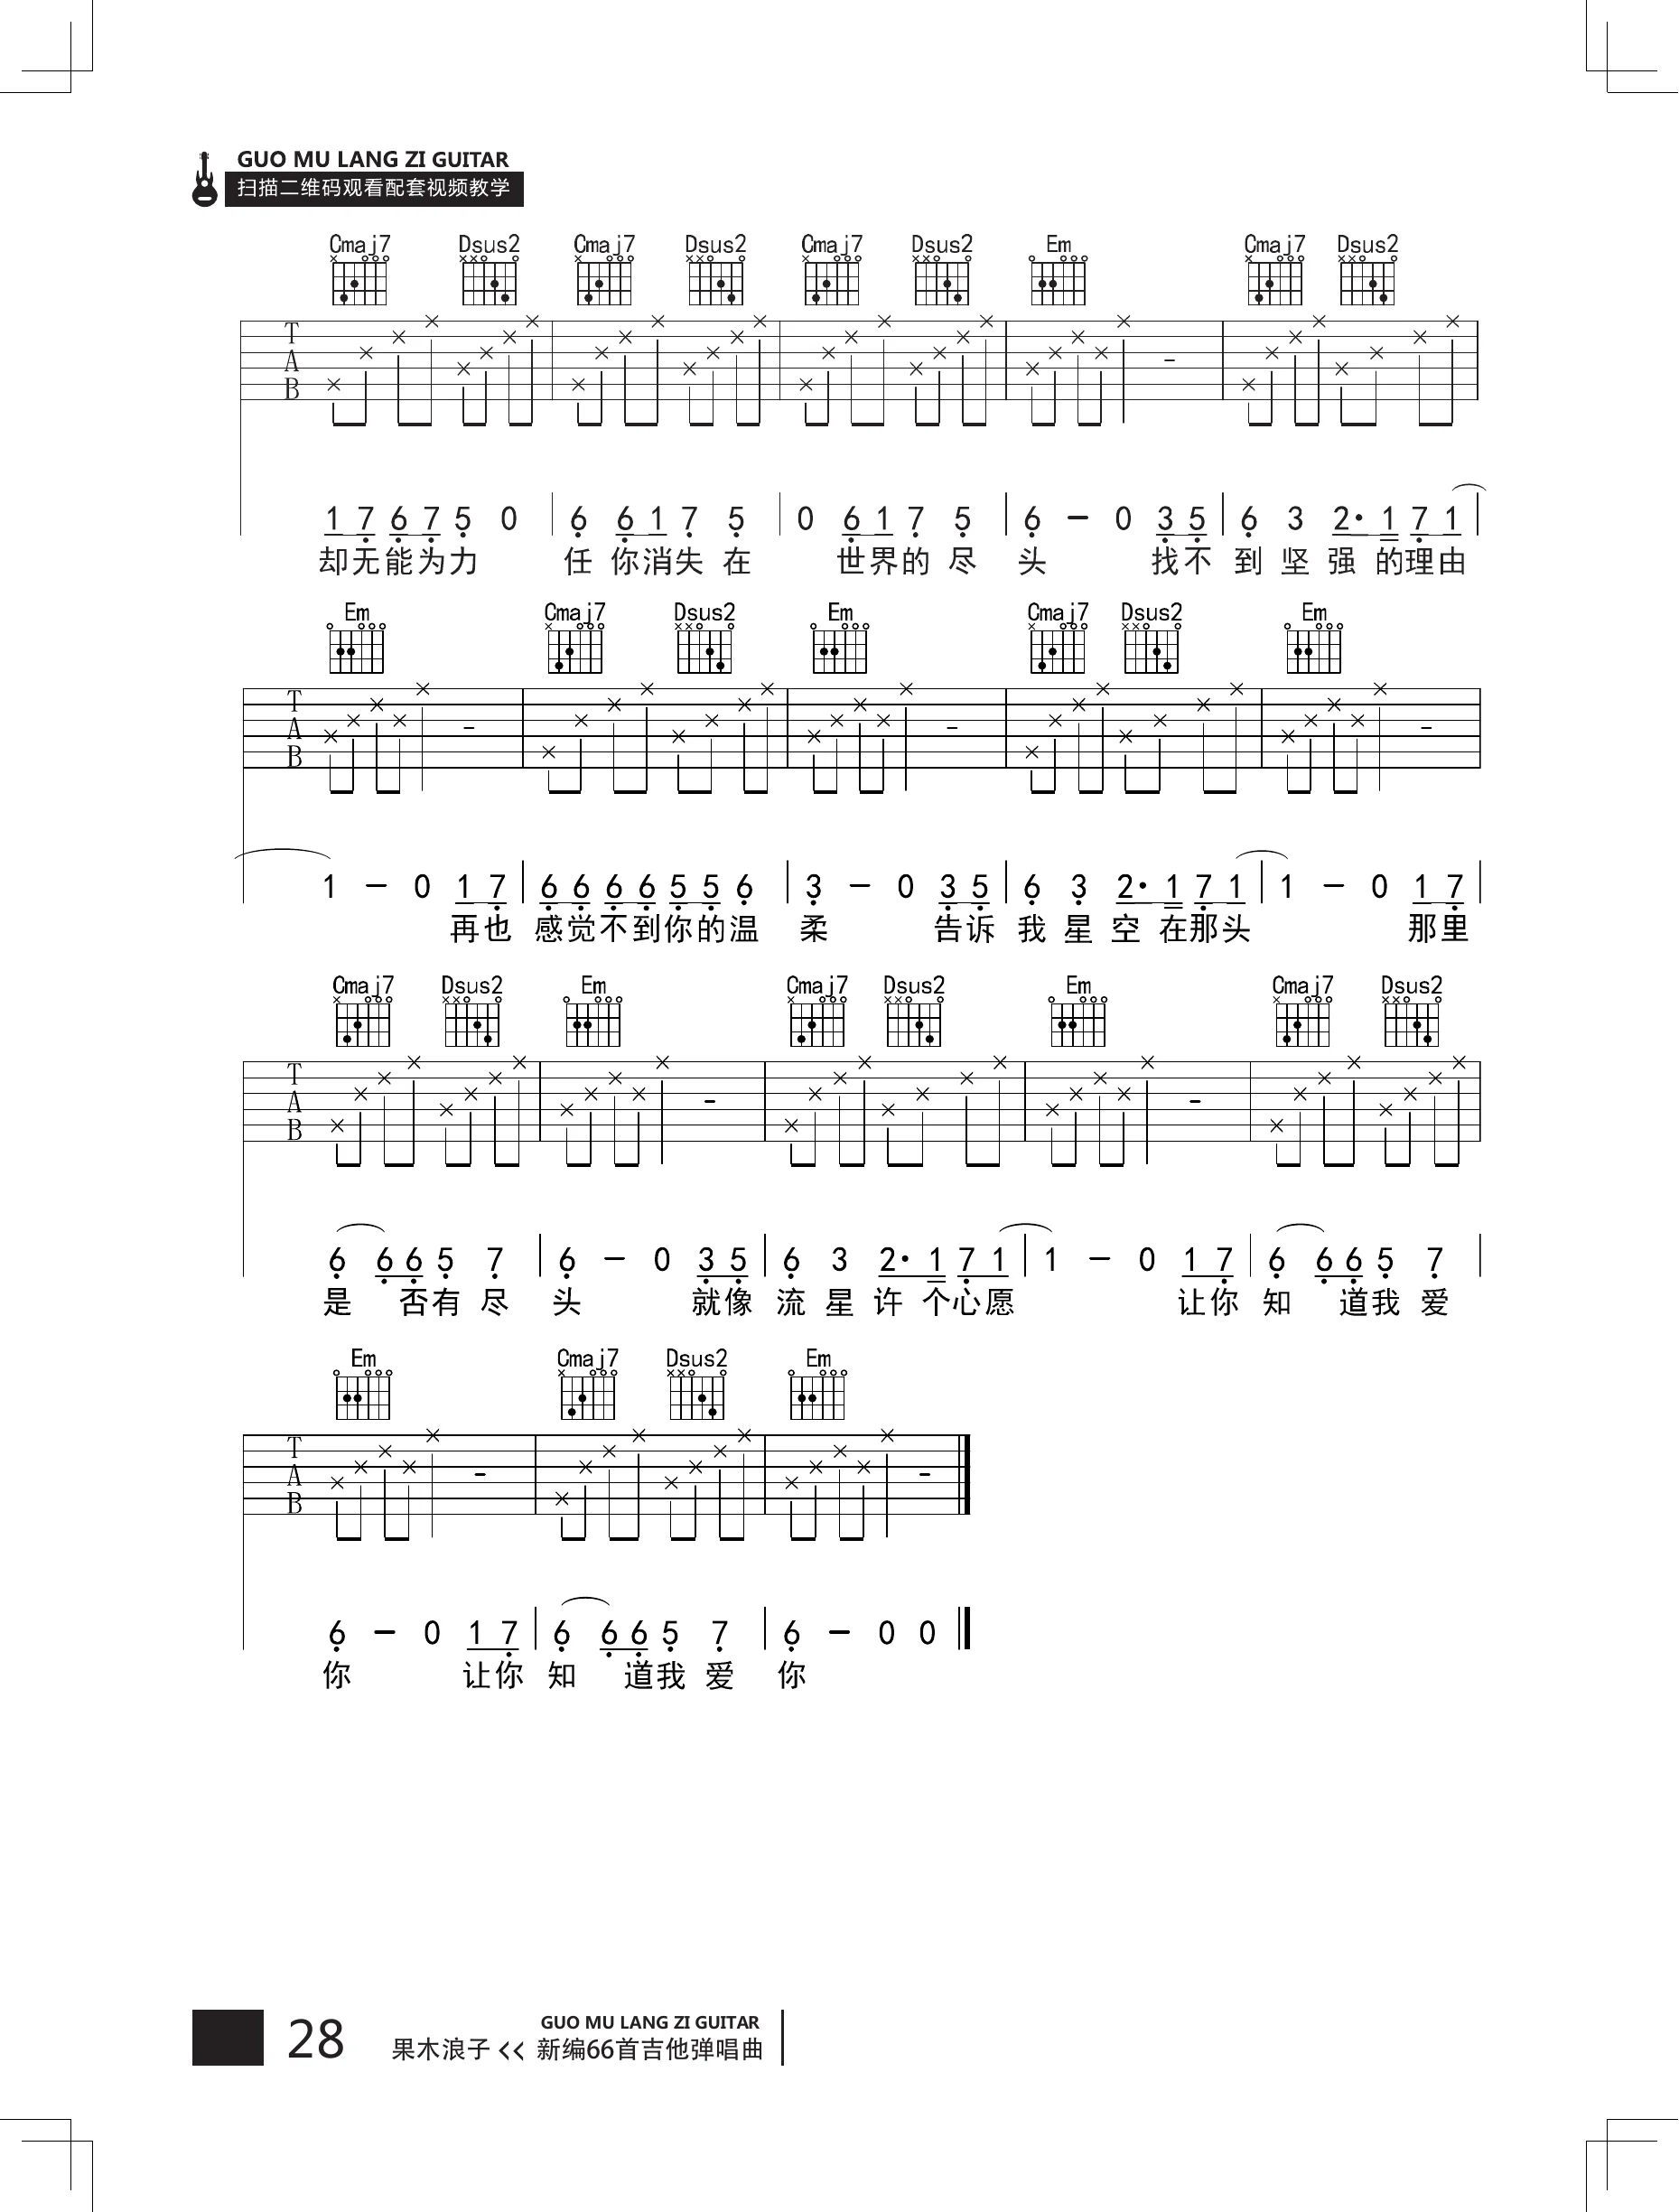 GUO MU LANG ZI GUITAR
扫描二维码观看配套视频教学
Cmaj7 Dsus2 Cmaj7 Dsus2 Cmaj7 Dsus2 Em Cmaj7 Dsus2
T
A
B
1 7 6 7 5 0 | 6 6 1 7 5 | 0 6 1 7 5 | 6 - 0 3 5 | 6 3 2· 1 7 1 |
却无能为力 任 你消失 在 世界的 尽 头 找不 到 坚 强 的理由
Em Cmaj7 Dsus2 Em Cmaj7 Dsus2 Em
T
A
B
1 - 0 1 7 | 6 6 6 6 5 5 6 | 3 - 0 3 5 | 6 3 2· 1 7 1 | 1 - 0 1 7 |
再也 感觉不到你的温 柔 告诉 我 星 空 在那头 那里
Cmaj7 Dsus2 Em Cmaj7 Dsus2 Em Cmaj7 Dsus2
T
A
B
6 6 6 5 7 | 6 - 0 3 5 | 6 3 2· 1 7 1 | 1 - 0 1 7 | 6 6 6 5 7 |
是 否有 尽 头 就像 流 星 许 个心愿 让你 知 道我 爱
Em Cmaj7 Dsus2 Em
T
A
B
6 - 0 1 7 | 6 6 6 5 7 | 6 - 0 0
你 让你 知 道我 爱 你
28
GUO MU LANG ZI GUITAR
果木浪子 << 新编66首吉他弹唱曲